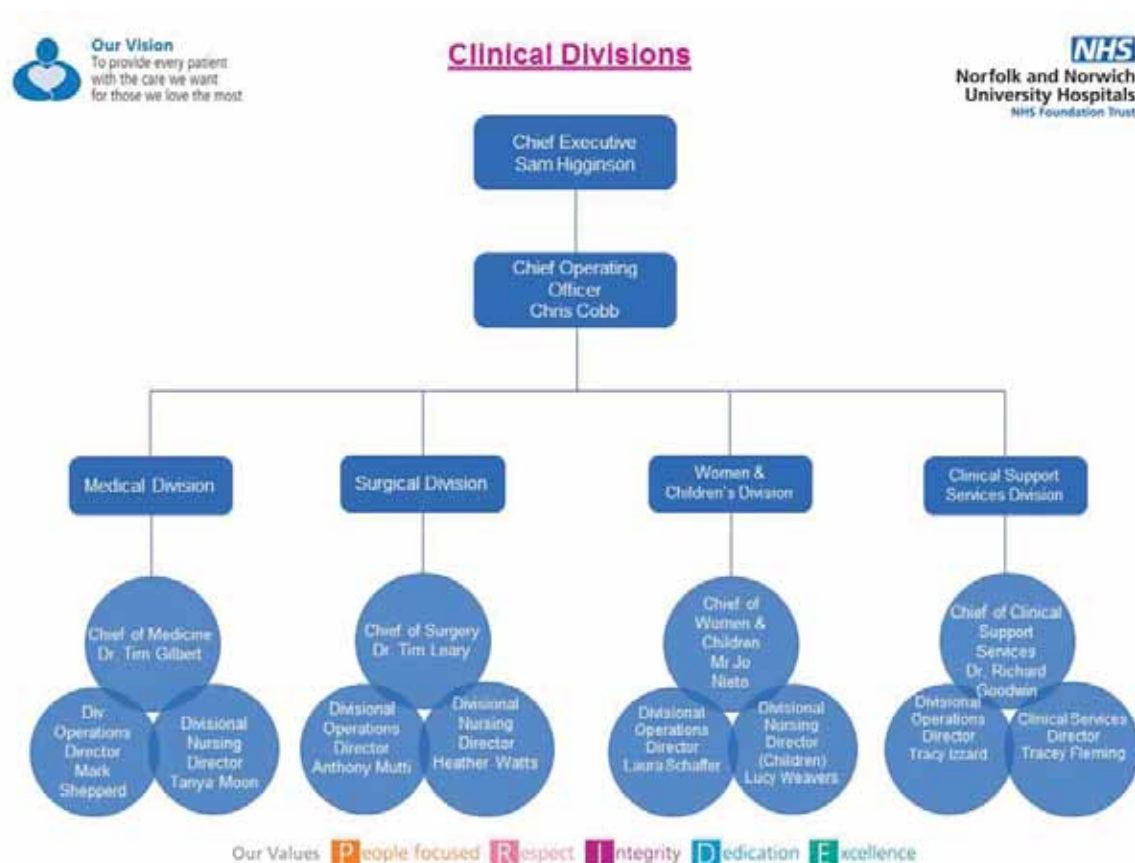 Our Vision
To provide every patient
with the care we want
for those we love the most
Clinical Divisions
NHS
Norfolk and Norwich
University Hospitals
NHS Foundation Trust
Chief Executive
Sam Higginson
Chief Operating
Officer
Chris Cobb
Medical Division
Surgical Division
Women &
Children's Division
Clinical Support
Services Division
Chief of Medicine
Dr. Tim Gilbert
Div
Operations
Director
Mark
Shepperd
Divisional
Nursing
Director
Tanya Moon
Chief of Surgery
Dr. Tim Leary
Divisional
Operations
Director
Anthony Mutti
Divisional
Nursing
Director
Heather Watts
Chief of
Women &
Children
Mr Jo
Nieto
Divisional
Operations
Director
Laura Schaffer
Divisional
Nursing
Director
(Children)
Lucy Weavers
Chief of Clinical
Support
Services
Dr. Richard
Goodwin
Divisional
Operations
Director
Tracy Izzard
Clinical Services
Director
Tracey Fleming
Our Values People focused Respect Integrity Dedication Excellence